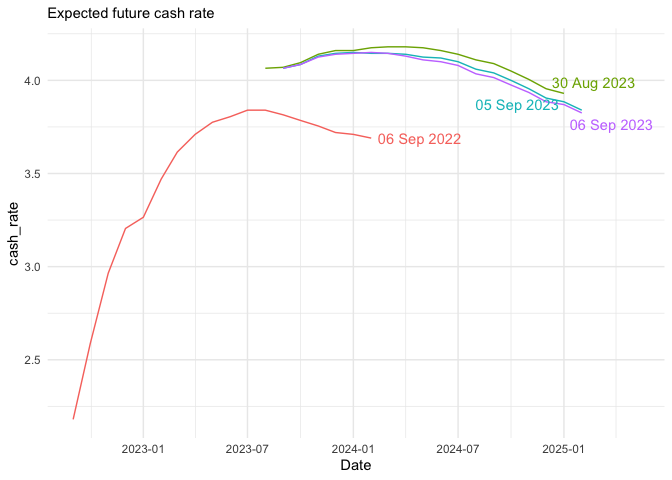 Expected future cash rate
cash_rate
4.0
3.5
3.0
2.5
30 Aug 2023
05 Sep 2023
06 Sep 2023
06 Sep 2022
2023-01
2023-07
2024-01
2024-07
2025-01
Date